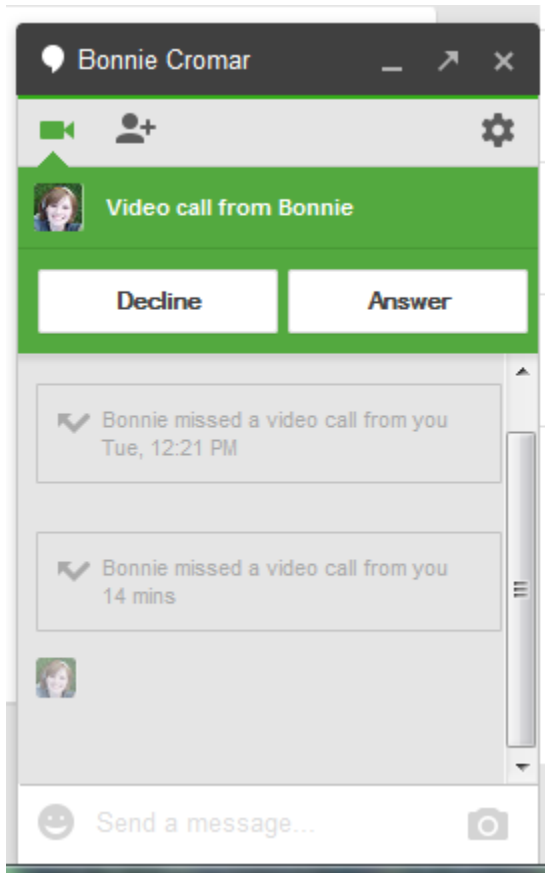 Bonnie Cromar
Video call from Bonnie
Decline Answer
Bonnie missed a video call from you
Tue, 12:21 PM
Bonnie missed a video call from you
14 mins
Send a message...